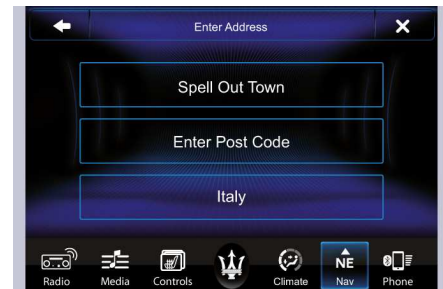 Enter Address
Spell Out Town
Enter Post Code
Italy
NE
Radio Media Controls Climate Nav Phone